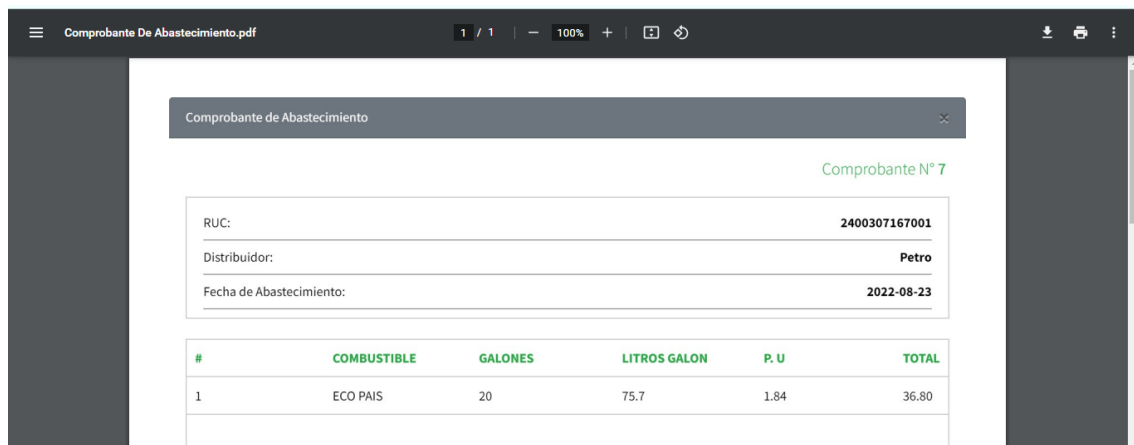 Comprobante De Abastecimiento.pdf 1 / 1 | − 100% + |
Comprobante de Abastecimiento ×
Comprobante N° 7
RUC: 2400307167001
Distribuidor: Petro
Fecha de Abastecimiento: 2022-08-23
# COMBUSTIBLE GALONES LITROS GALON P. U TOTAL
1 ECO PAIS 20 75.7 1.84 36.80